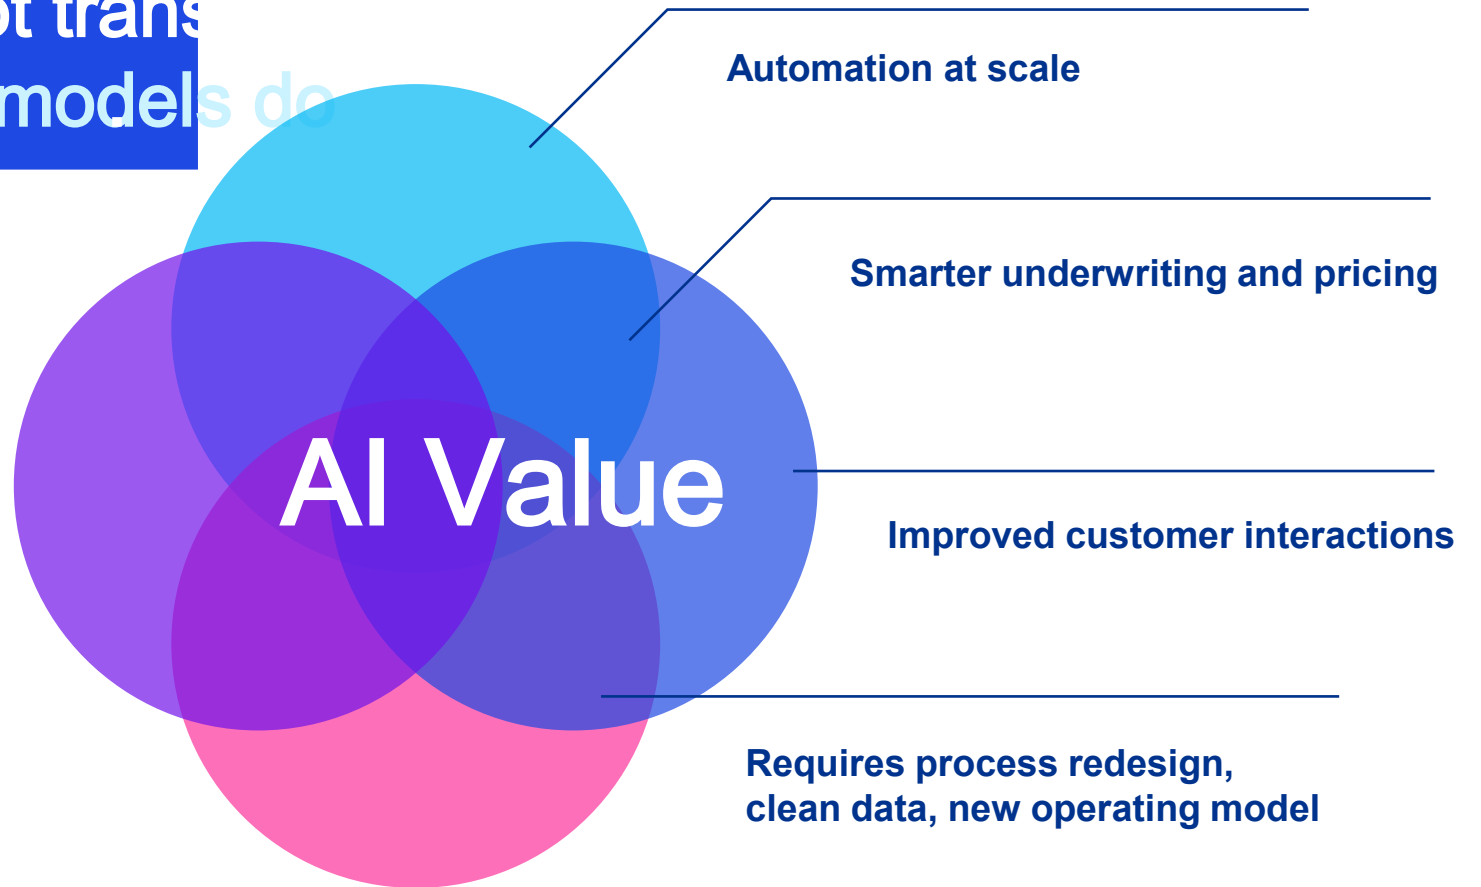 models do
Automation at scale
Smarter underwriting and pricing
AI Value
Improved customer interactions
Requires process redesign,
clean data, new operating model